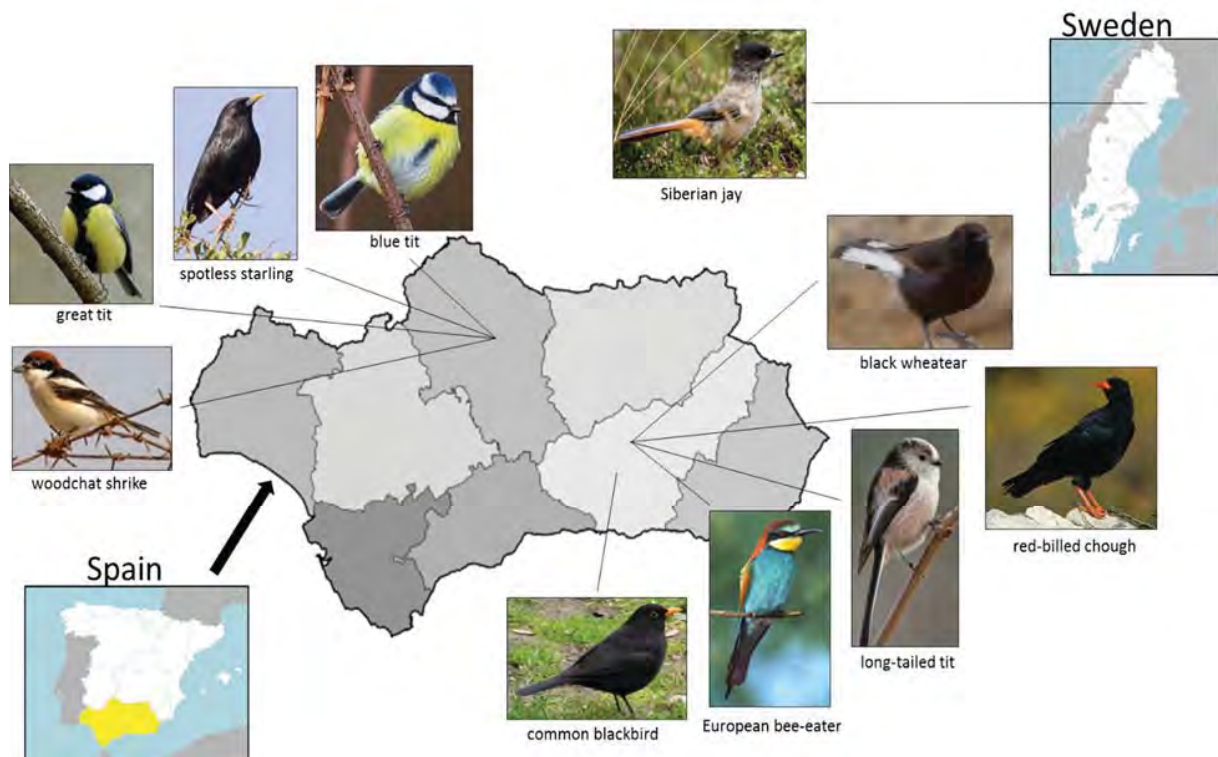 Sweden
Siberian jay
blue tit
spotless starling
great tit
black wheatear
woodchat shrike
red-billed chough
Spain
long-tailed tit
European bee-eater
common blackbird